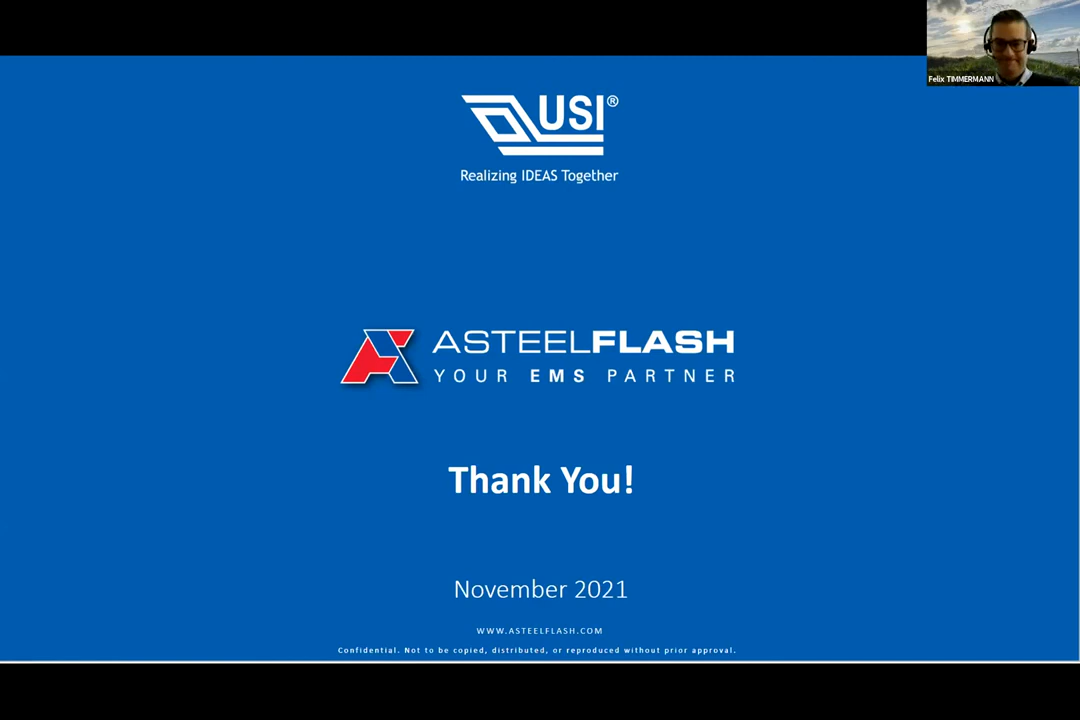 Felix TIMMERMANN
USI®
Realizing IDEAS Together
ASTEELFLASH
YOUR EMS PARTNER
Thank You!
November 2021
WWW.ASTEELFLASH.COM
Confidential. Not to be copied, distributed, or reproduced without prior approval.